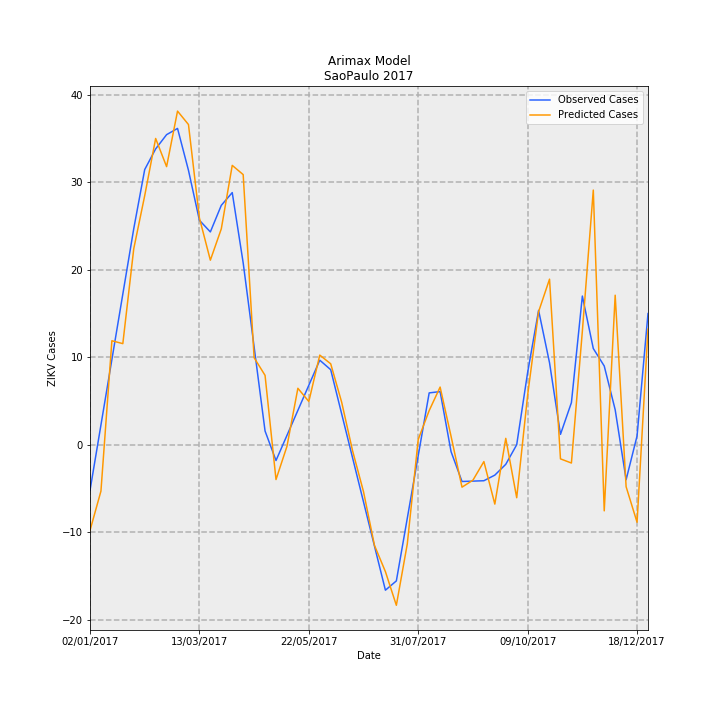 Arimax Model
SaoPaulo 2017
Observed Cases
Predicted Cases
40
30
20
10
0
−10
−20
ZIKV Cases
02/01/2017 13/03/2017 22/05/2017 31/07/2017 09/10/2017 18/12/2017
Date